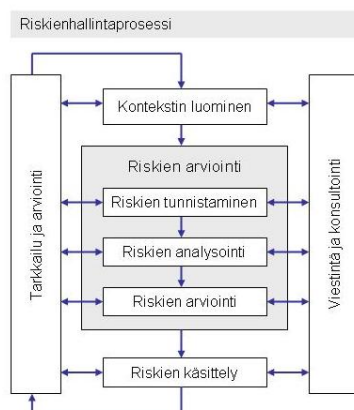 Riskienhallintaprosessi
Kontekstin luominen
Riskien arviointi
Riskien tunnistaminen
Riskien analysointi
Riskien arviointi
Riskien käsittely
Tarkkailu ja arviointi
Viestintä ja konsultointi